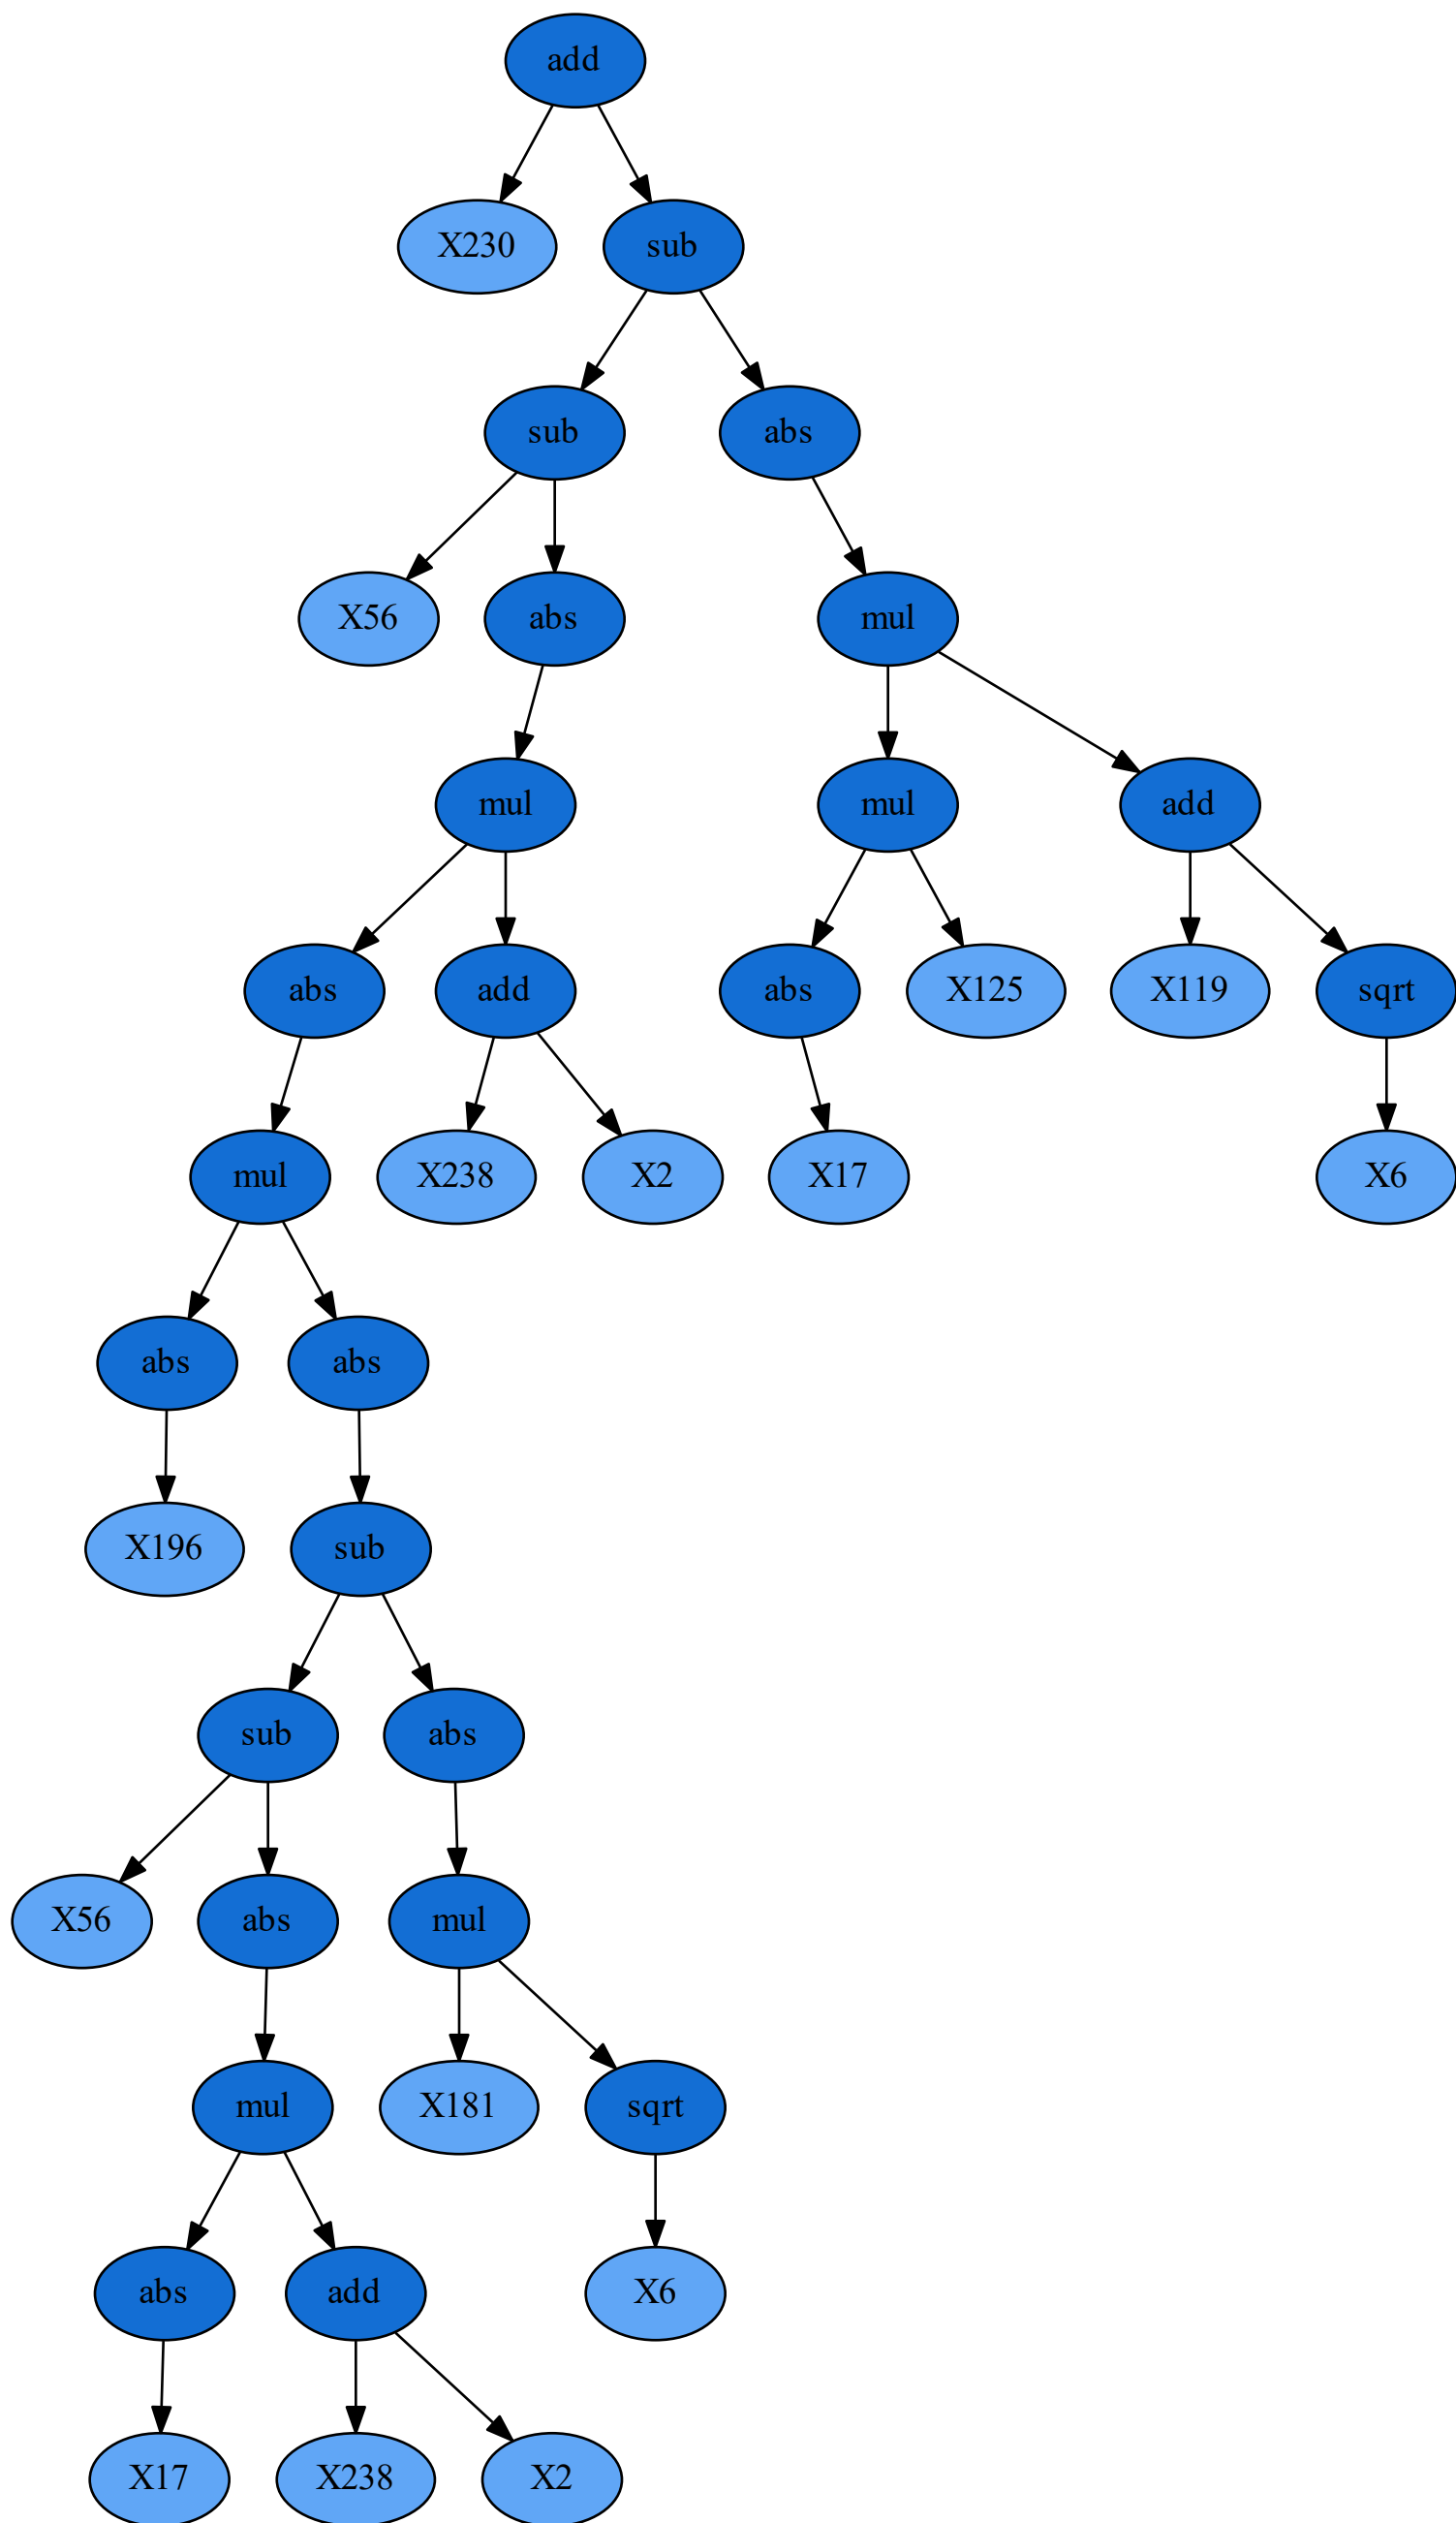 add
X230 sub
sub abs
X56 abs mul
mul mul add
abs add abs X125 X119 sqrt
mul X238 X2 X17 X6
abs abs
X196 sub
sub abs
X56 abs mul
mul X181 sqrt
abs add X6
X17 X238 X2